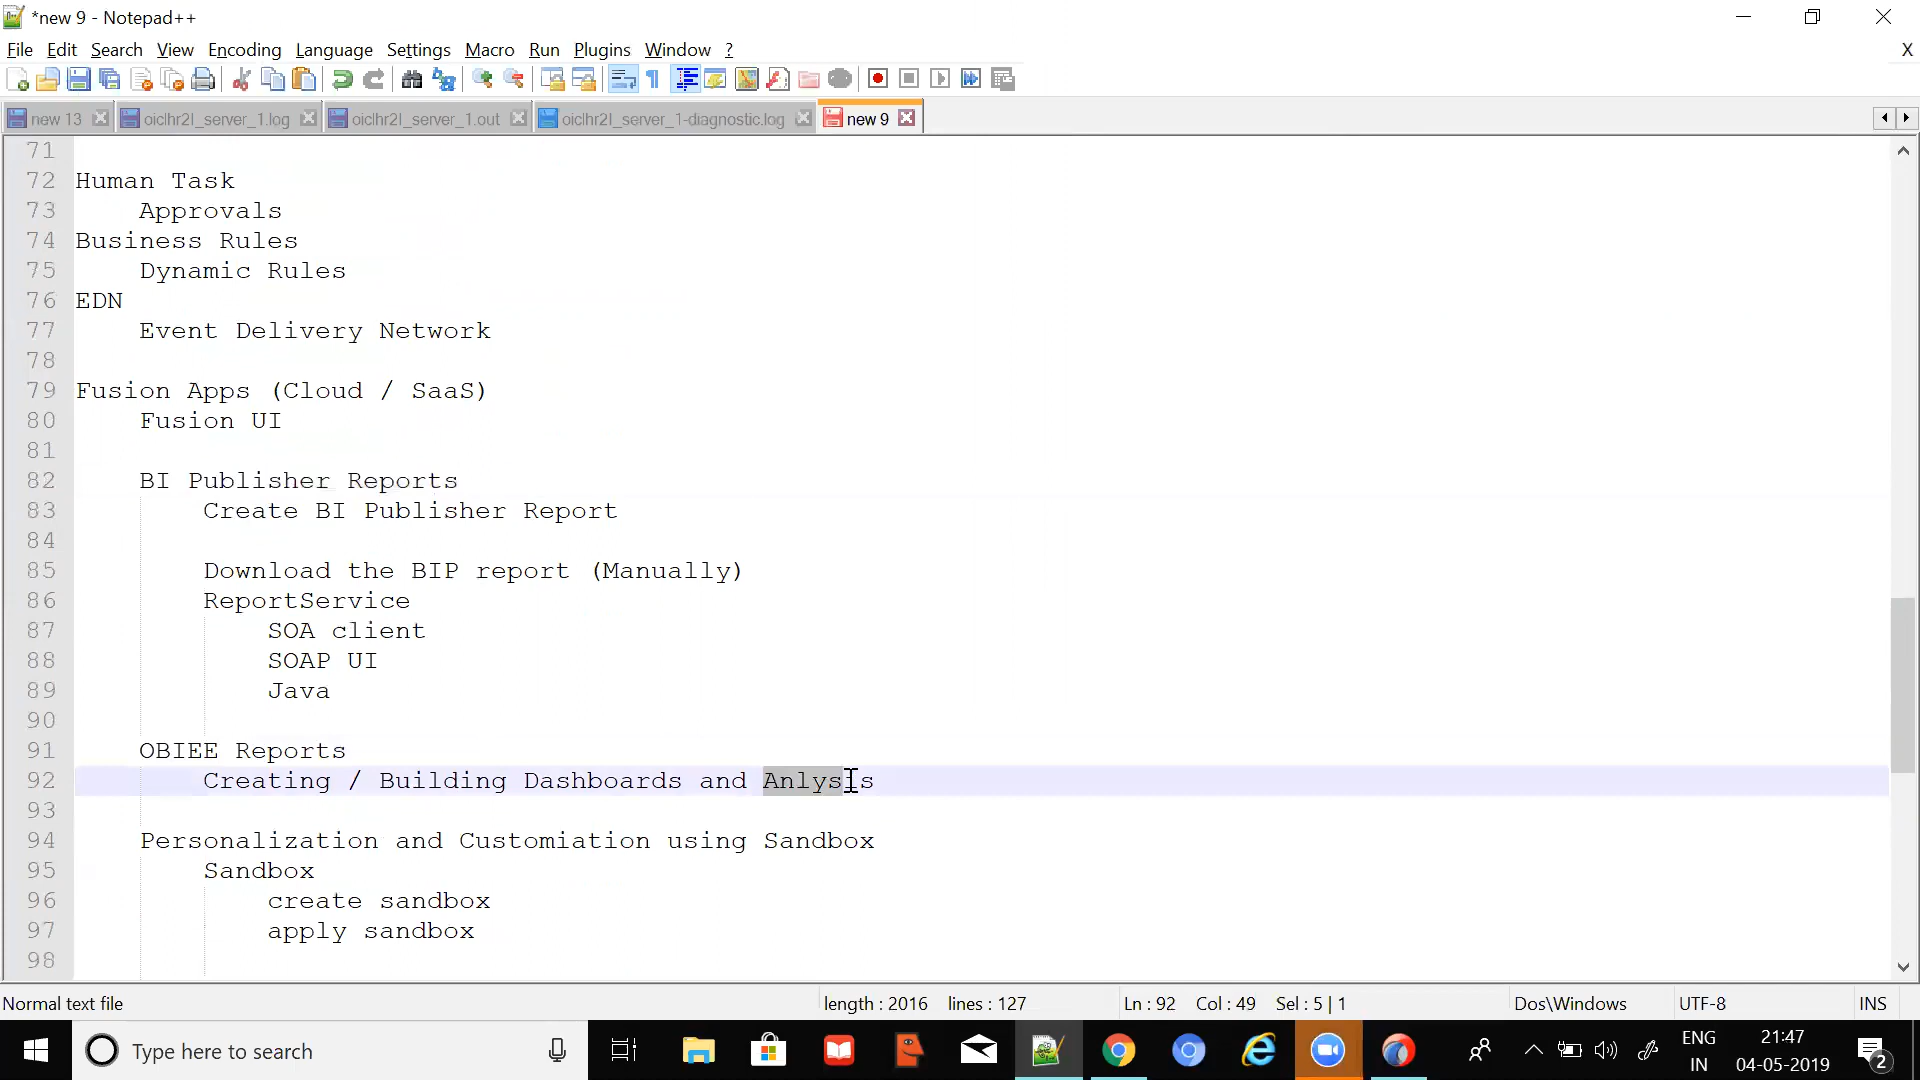 *new 9 - Notepad++
File Edit Search View Encoding Language Settings Macro Run Plugins Window ?
X
new 13 oiclhr2l_server_1.log oiclhr2l_server_1.out oiclhr2l_server_1-diagnostic.log new 9
71
72 Human Task
73 Approvals
74 Business Rules
75 Dynamic Rules
76 EDN
77 Event Delivery Network
78
79 Fusion Apps (Cloud / SaaS)
80 Fusion UI
81
82 BI Publisher Reports
83 Create BI Publisher Report
84
85 Download the BIP report (Manually)
86 ReportService
87 SOA client
88 SOAP UI
89 Java
90
91 OBIEE Reports
92 Creating / Building Dashboards and Anlysis
93
94 Personalization and Customiation using Sandbox
95 Sandbox
96 create sandbox
97 apply sandbox
98
Normal text file length : 2016 lines : 127 Ln : 92 Col : 49 Sel : 5 | 1 Dos\Windows UTF-8 INS
Type here to search
ENG
IN
21:47
04-05-2019
2